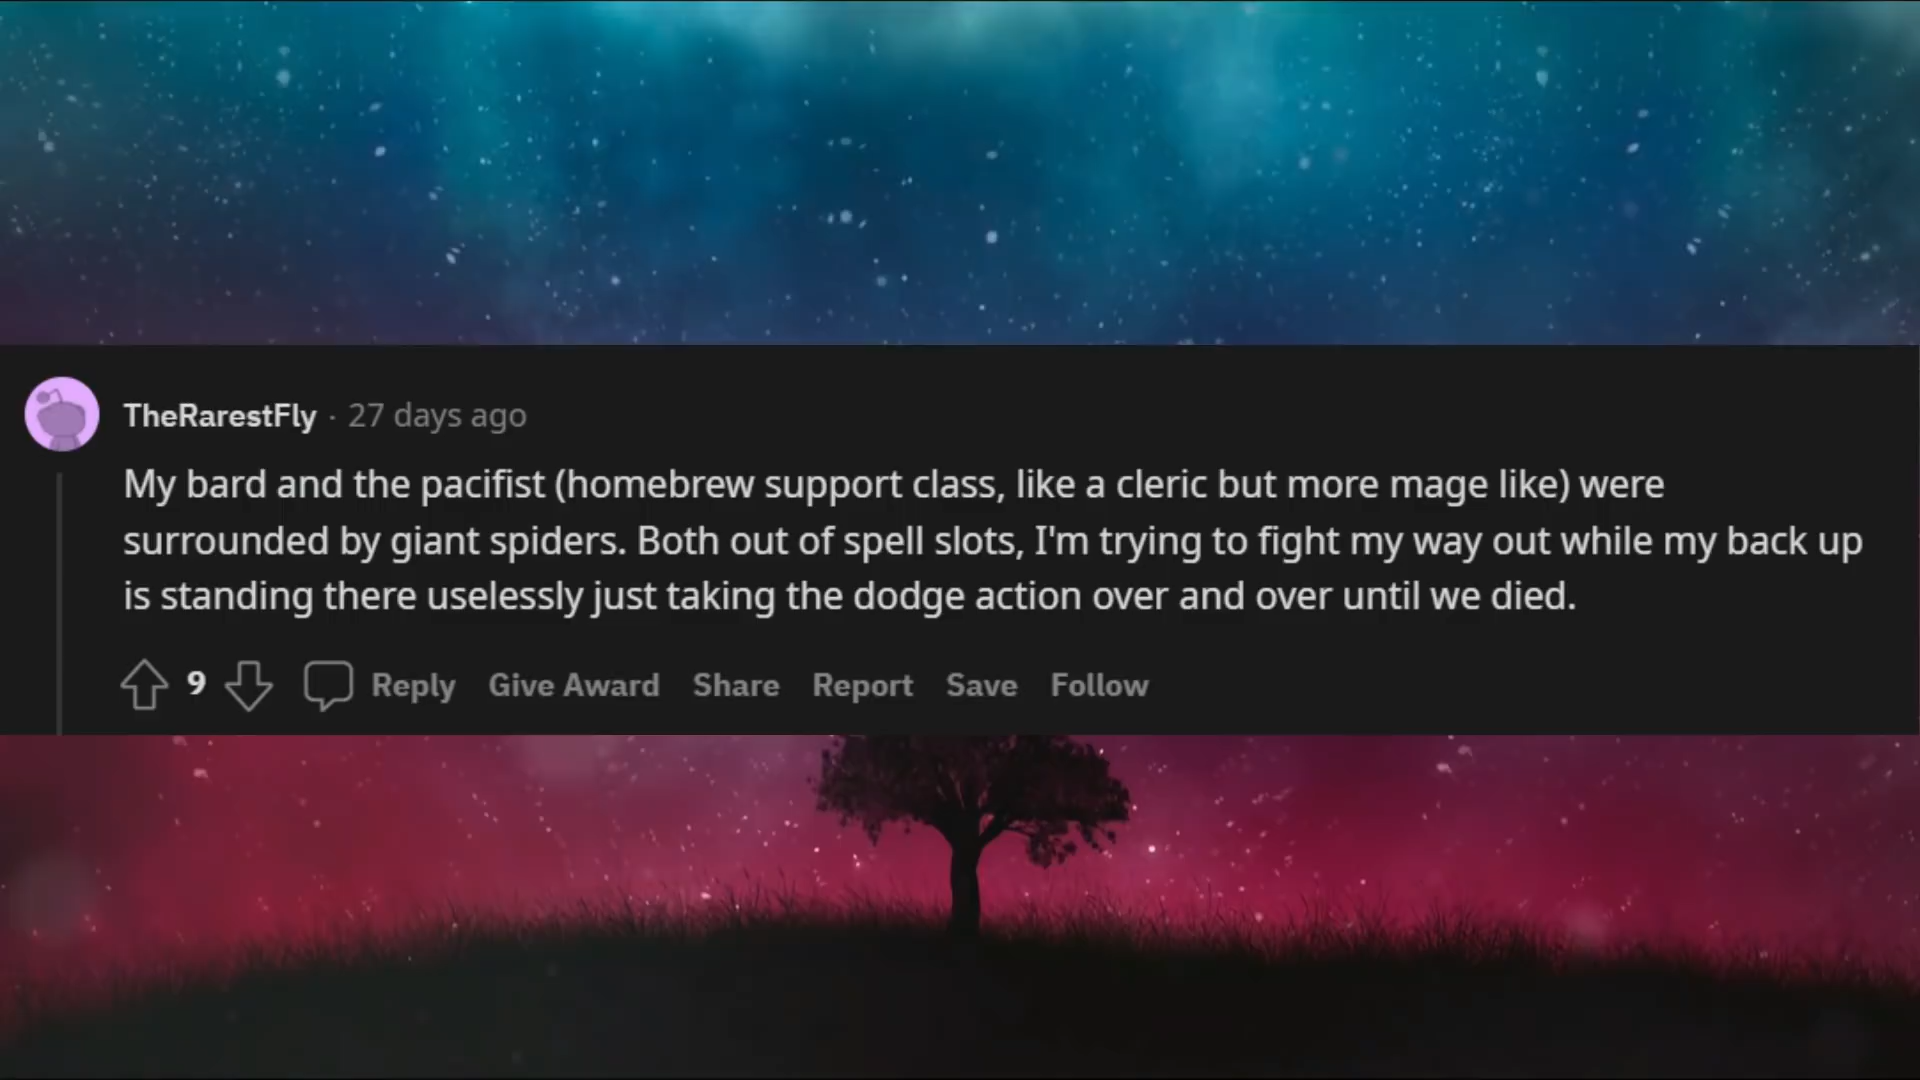 TheRarestFly · 27 days ago
My bard and the pacifist (homebrew support class, like a cleric but more mage like) were
surrounded by giant spiders. Both out of spell slots, I'm trying to fight my way out while my back up
is standing there uselessly just taking the dodge action over and over until we died.
9 Reply Give Award Share Report Save Follow